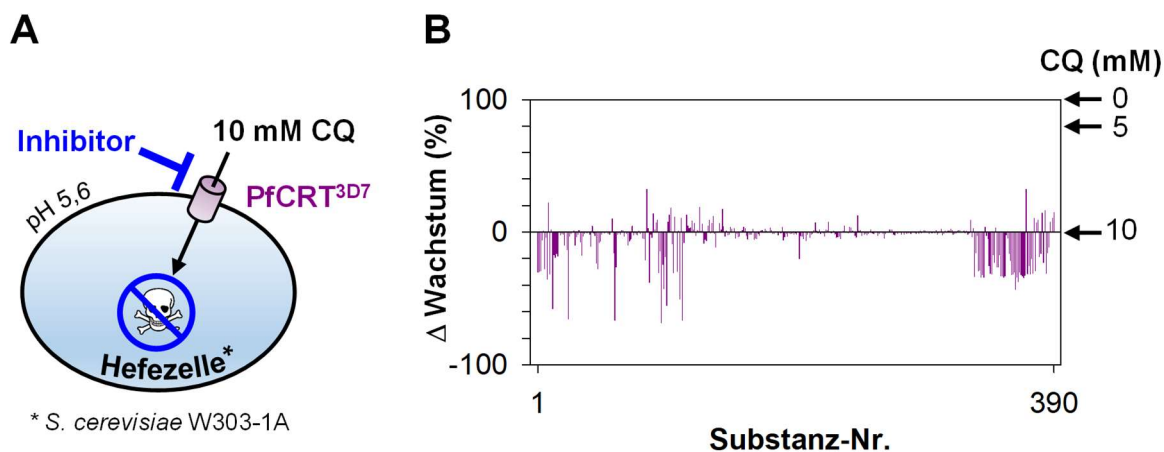 A
Inhibitor
10 mM CQ
PfCRT3D7
pH 5,6
Hefezelle*
* S. cerevisiae W303-1A
B
CQ (mM)
100
0
5
Δ Wachstum (%)
0
10
-100
1
390
Substanz-Nr.